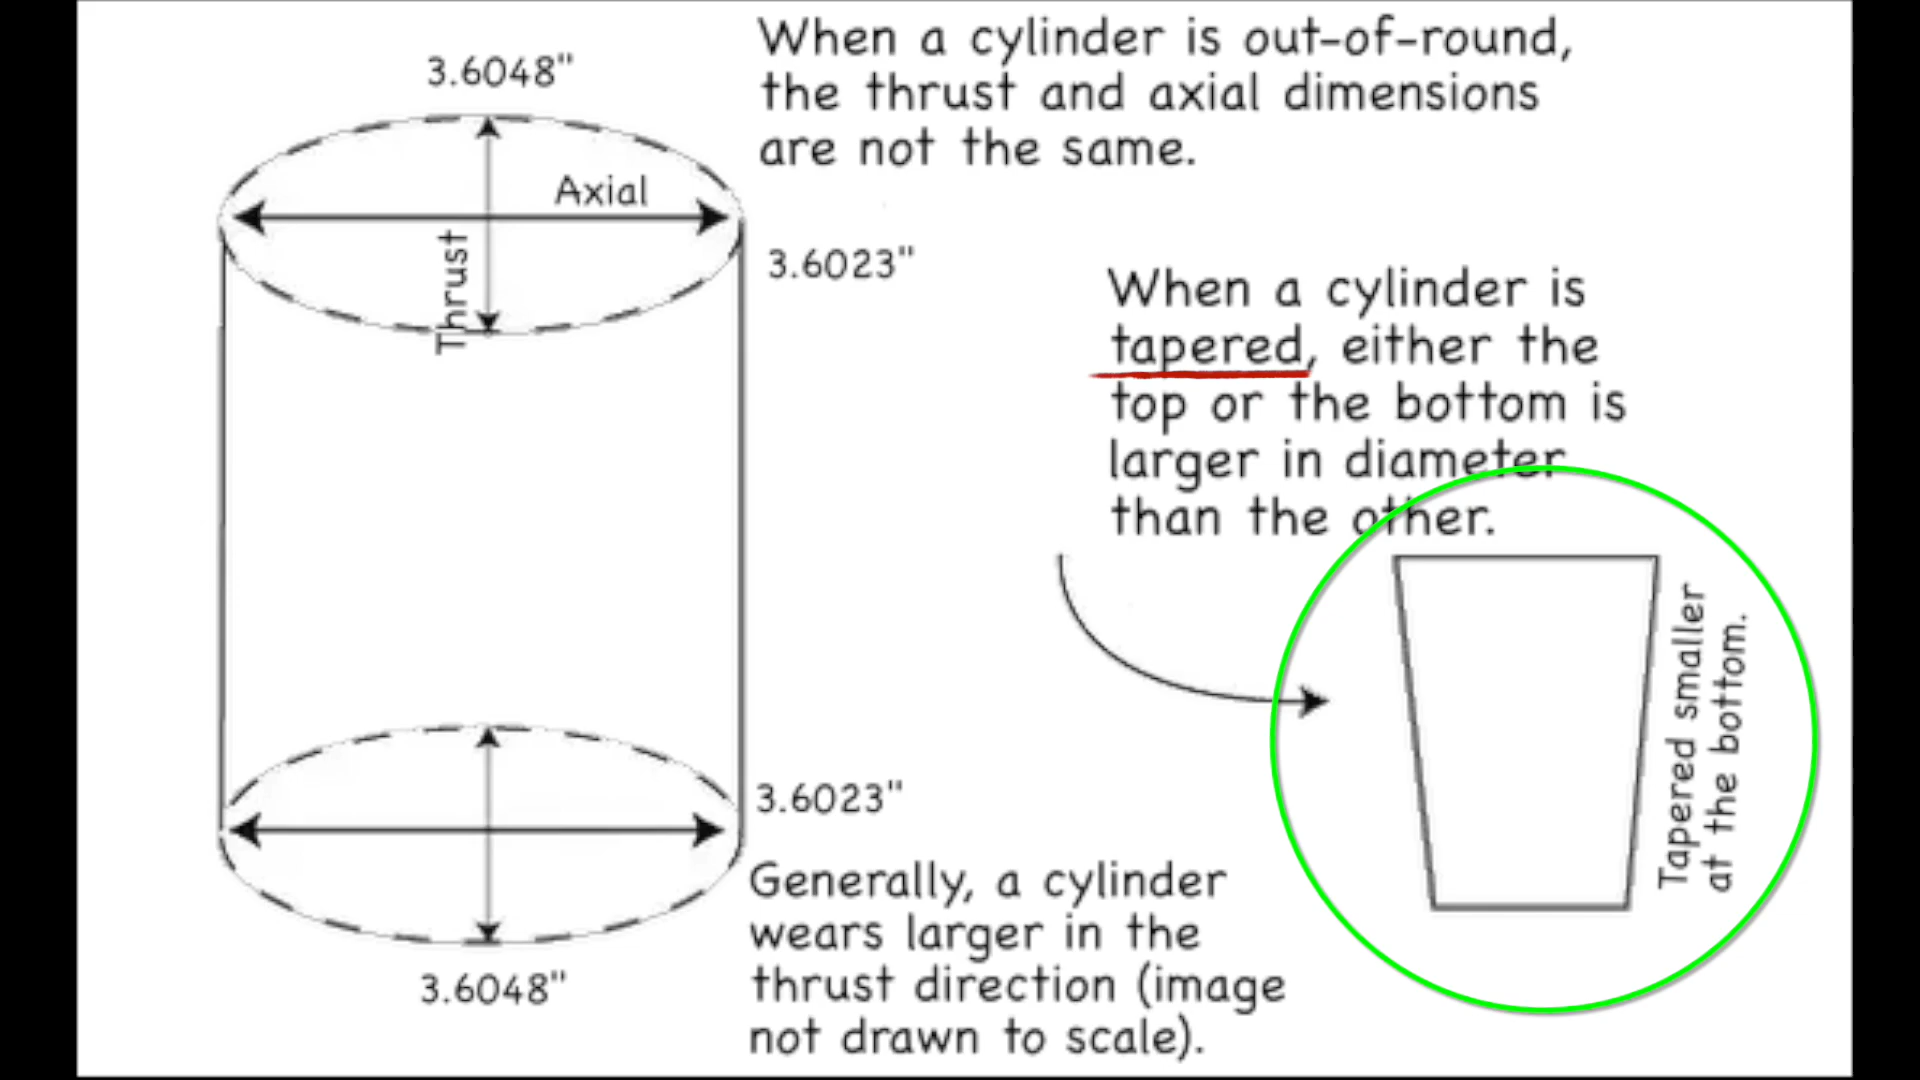 3.6048"
When a cylinder is out-of-round,
the thrust and axial dimensions
are not the same.
Axial
Thrust
3.6023"
When a cylinder is
tapered, either the
top or the bottom is
larger in diameter
than the other.
Tapered smaller
at the bottom.
3.6023"
3.6048"
Generally, a cylinder
wears larger in the
thrust direction (image
not drawn to scale).